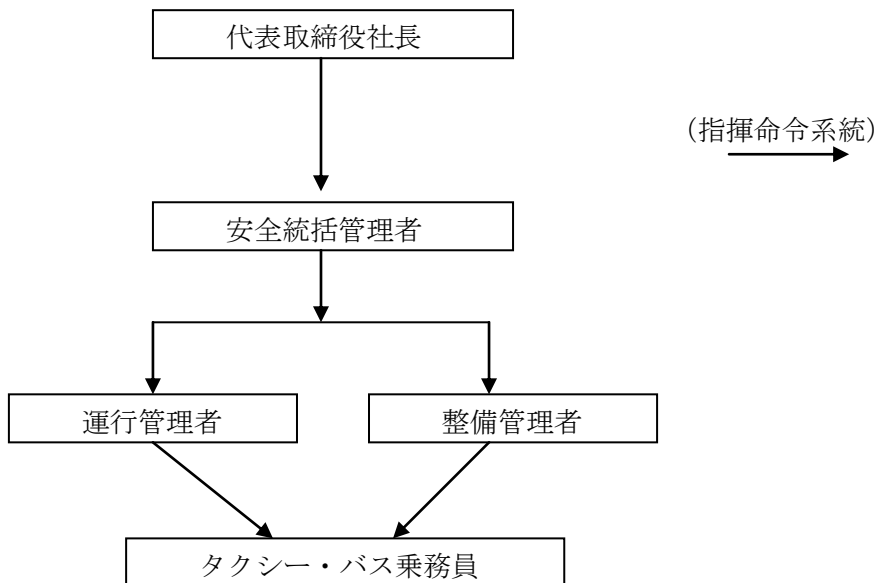 代表取締役社長
（指揮命令系統）
安全統括管理者
運行管理者
整備管理者
タクシー・バス乗務員